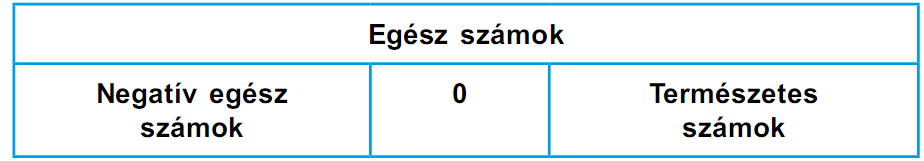 Egész számok
Negatív egész
számok
0
Természetes
számok